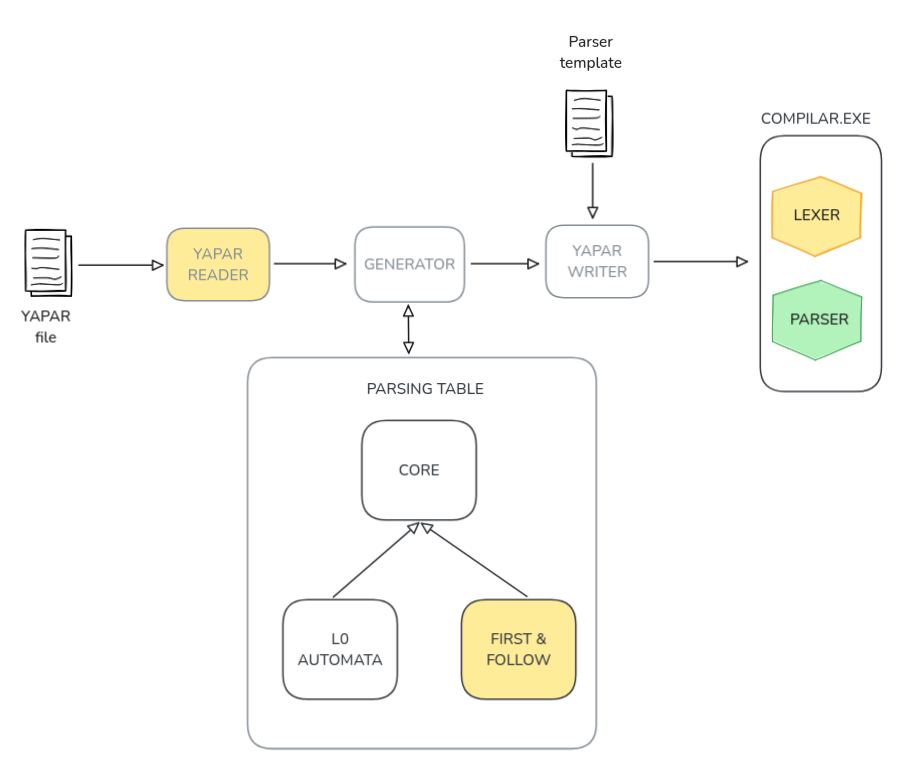 Parser
template
COMPILAR.EXE
LEXER
YAPAR
READER
GENERATOR
YAPAR
WRITER
PARSER
YAPAR
file
PARSING TABLE
CORE
L0
AUTOMATA
FIRST &
FOLLOW